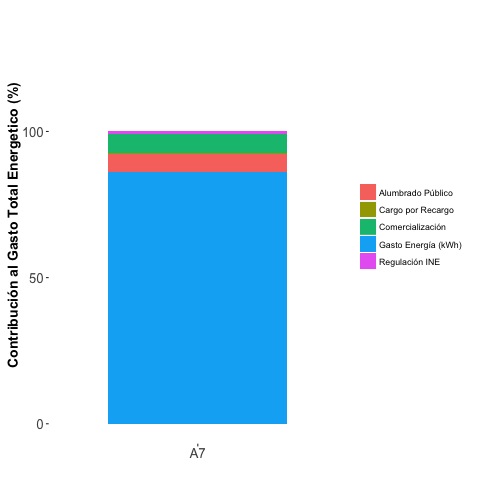 Contribución al Gasto Total Energetico (%)
100
50
0
A7
Alumbrado Público
Cargo por Recargo
Comercialización
Gasto Energía (kWh)
Regulación INE